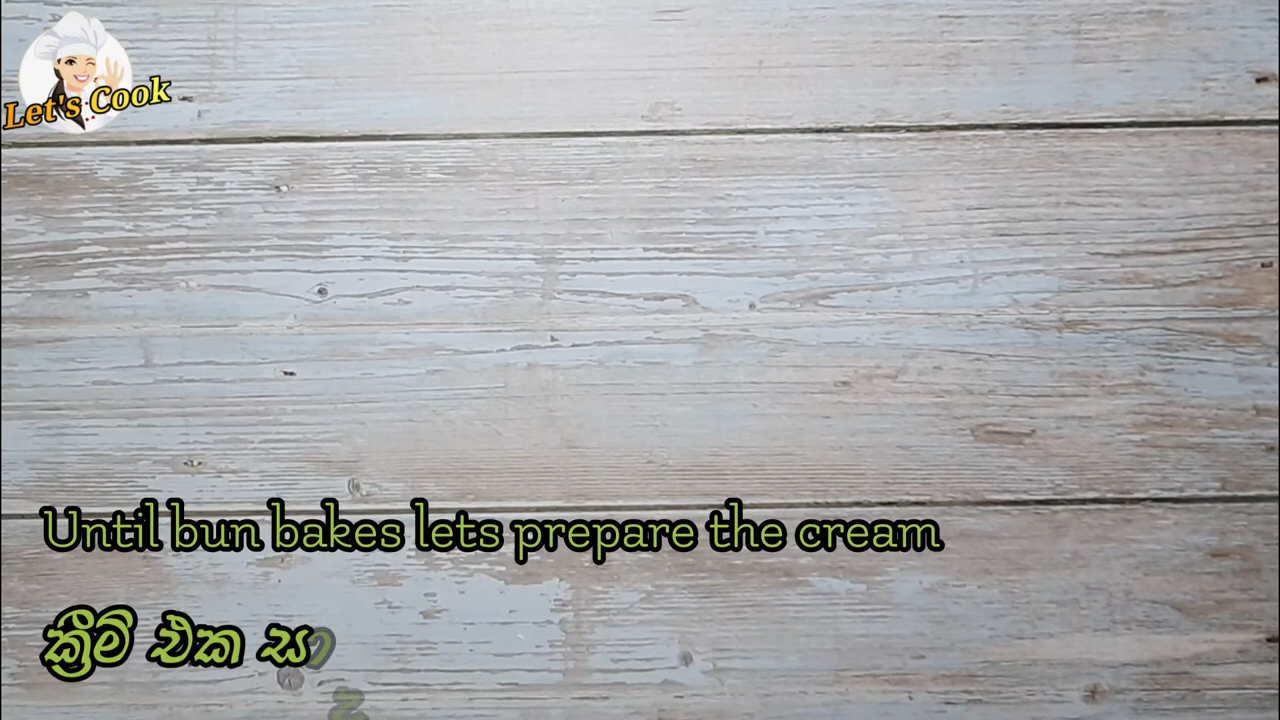 Let's Cook
Until bun bakes lets prepare the cream
ක්‍රීම් එක